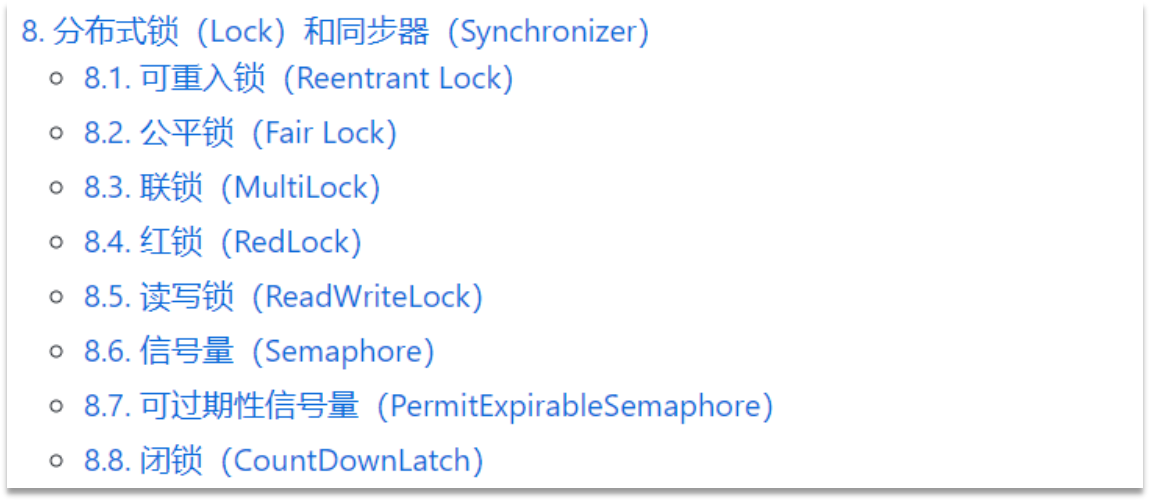 8. 分布式锁（Lock）和同步器（Synchronizer）
8.1. 可重入锁（Reentrant Lock）
8.2. 公平锁（Fair Lock）
8.3. 联锁（MultiLock）
8.4. 红锁（RedLock）
8.5. 读写锁（ReadWriteLock）
8.6. 信号量（Semaphore）
8.7. 可过期性信号量（PermitExpirableSemaphore）
8.8. 闭锁（CountDownLatch）